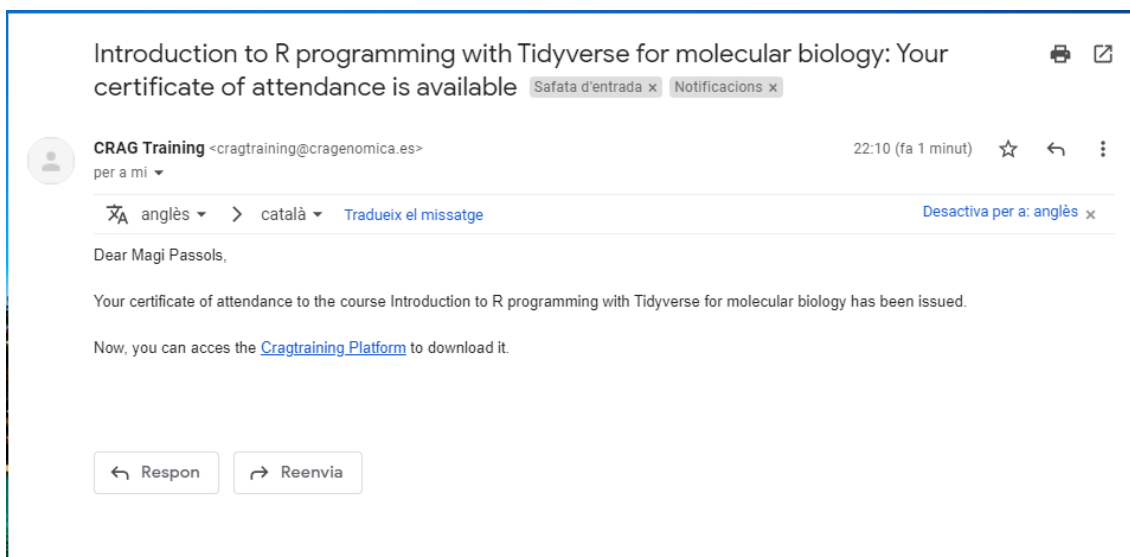 Introduction to R programming with Tidyverse for molecular biology: Your
certificate of attendance is available Safata d'entrada x Notificacions x
CRAG Training <cragtraining@cragenomica.es> 22:10 (fa 1 minut)
per a mi
anglès > català Tradueix el missatge Desactiva per a: anglès x
Dear Magi Passols,
Your certificate of attendance to the course Introduction to R programming with Tidyverse for molecular biology has been issued.
Now, you can acces the Cragtraining Platform to download it.
Respon Reenvia